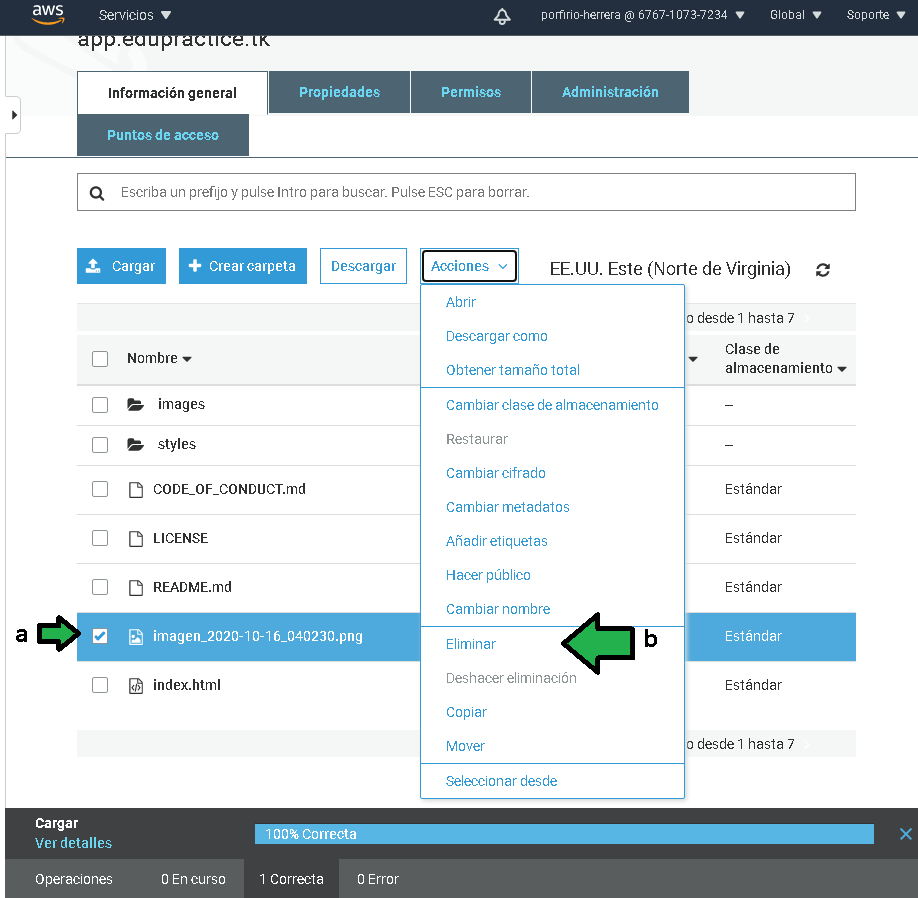 aws Servicios porfirio-herrera @ 6767-1073-7234 Global Soporte
app.edupractice.tk
Información general Propiedades Permisos Administración
Puntos de acceso
Escriba un prefijo y pulse Intro para buscar. Pulse ESC para borrar.
Cargar Crear carpeta Descargar Acciones EE.UU. Este (Norte de Virginia)
Abrir
o desde 1 hasta 7
Descargar como
Obtener tamaño total
Nombre
Clase de
almacenamiento
Cambiar clase de almacenamiento
images –
Restaurar
styles –
Cambiar cifrado
CODE_OF_CONDUCT.md Estándar
Cambiar metadatos
LICENSE Estándar
Añadir etiquetas
Hacer público
README.md Estándar
Cambiar nombre
a imagen_2020-10-16_040230.png Estándar
Eliminar b
Deshacer eliminación
index.html Estándar
Copiar
Mover o desde 1 hasta 7
Seleccionar desde
Cargar
Ver detalles
100% Correcta
Operaciones 0 En curso 1 Correcta 0 Error